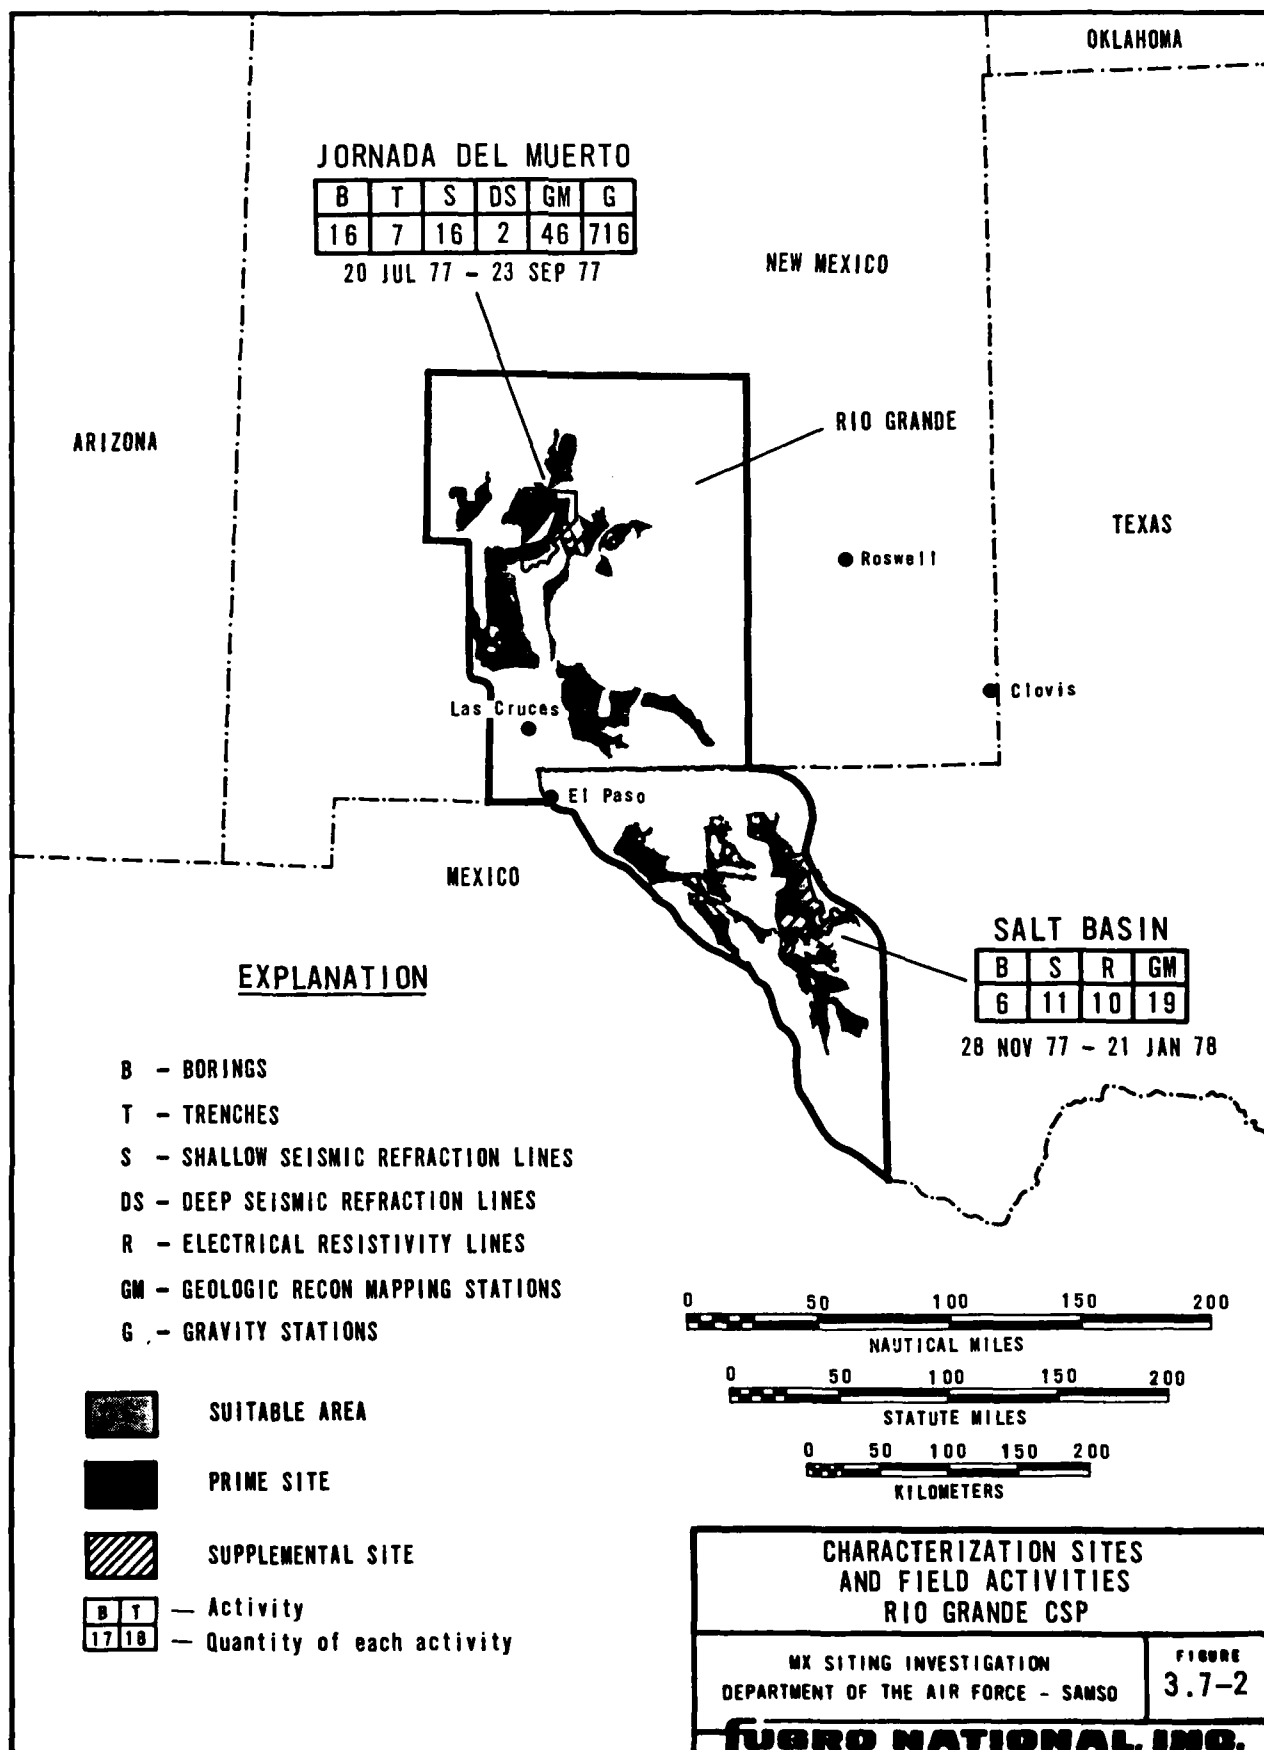 OKLAHOMA
JORNADA DEL MUERTO
B T S DS GM G
16 7 16 2 46 716
20 JUL 77 - 23 SEP 77
NEW MEXICO
ARIZONA
RIO GRANDE
TEXAS
Roswell
Clovis
Las Cruces
El Paso
MEXICO
SALT BASIN
B S R GM
6 11 10 19
28 NOV 77 - 21 JAN 78
EXPLANATION
B - BORINGS
T - TRENCHES
S - SHALLOW SEISMIC REFRACTION LINES
DS - DEEP SEISMIC REFRACTION LINES
R - ELECTRICAL RESISTIVITY LINES
GM - GEOLOGIC RECON MAPPING STATIONS
G - GRAVITY STATIONS
SUITABLE AREA
PRIME SITE
SUPPLEMENTAL SITE
B T — Activity
17 18 — Quantity of each activity
0 50 100 150 200
NAUTICAL MILES
0 50 100 150 200
STATUTE MILES
0 50 100 150 200
KILOMETERS
CHARACTERIZATION SITES
AND FIELD ACTIVITIES
RIO GRANDE CSP
MX SITING INVESTIGATION
DEPARTMENT OF THE AIR FORCE - SAMSO
FIGURE
3.7-2
fUGRO NATIONAL, INC.